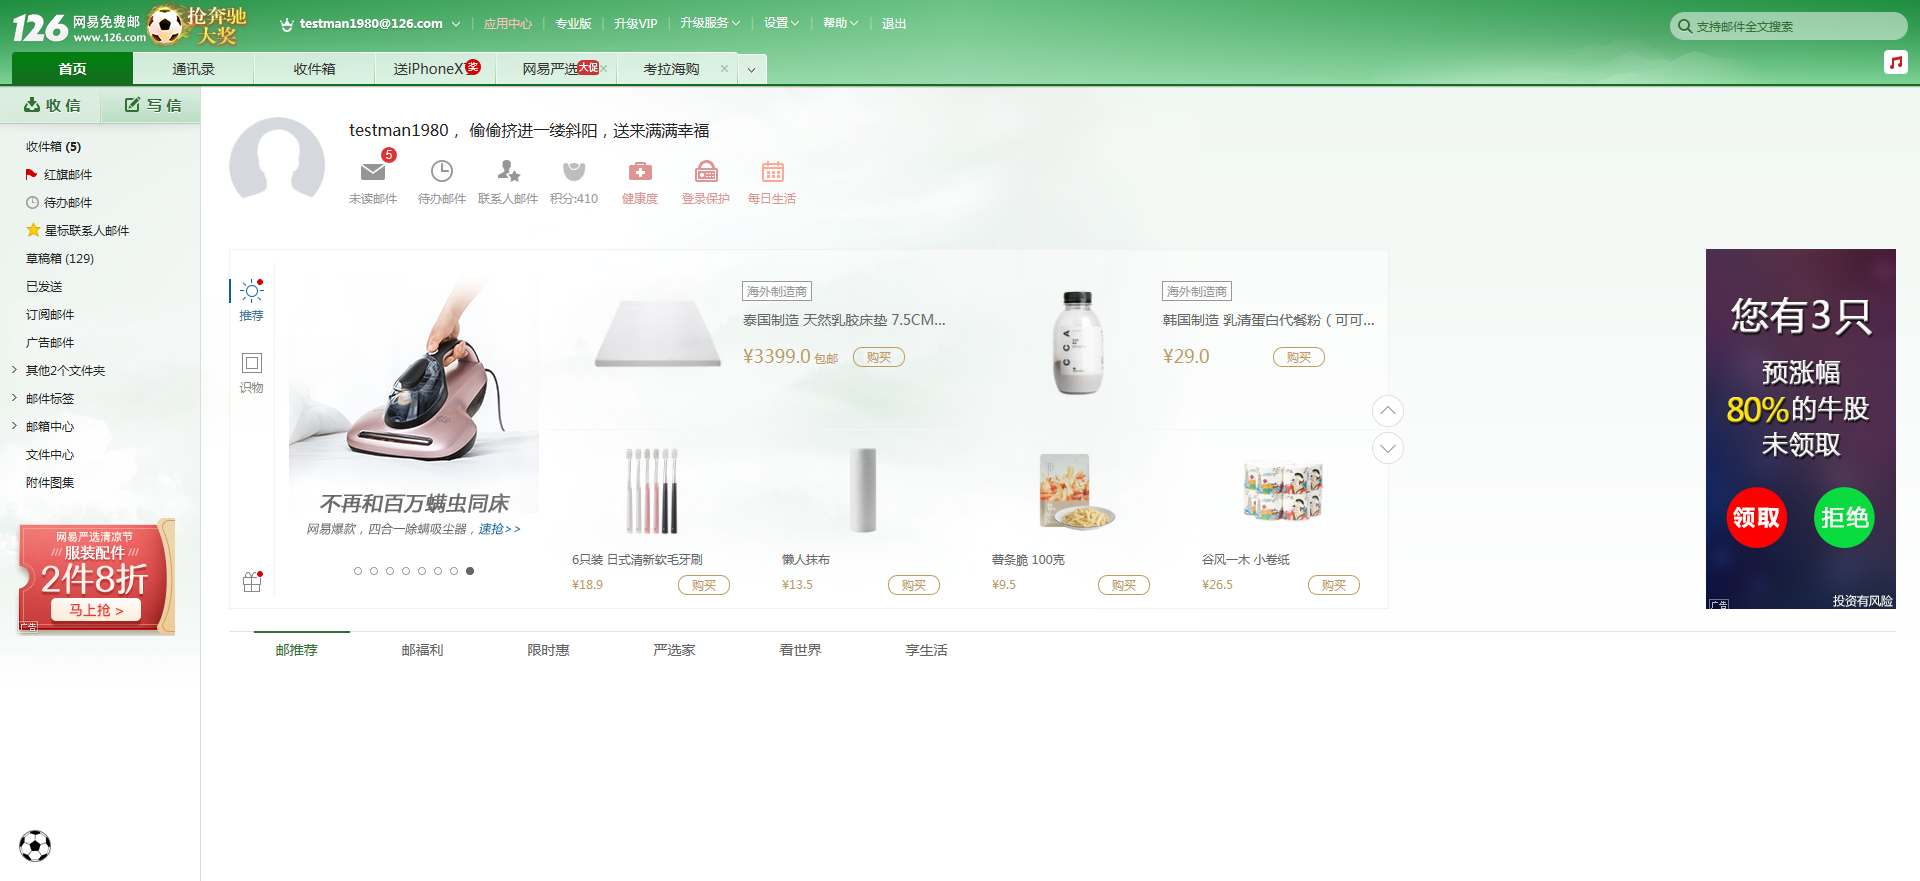 126 网易免费邮
www.126.com
抢奔驰
大奖
testman1980@126.com
应用中心
专业版
升级VIP
升级服务
设置
帮助
退出
支持邮件全文搜索
首页
通讯录
收件箱
送iPhoneX
奖
网易严选
大促
考拉海购
收 信
写 信
收件箱 (5)
红旗邮件
待办邮件
星标联系人邮件
草稿箱 (129)
已发送
订阅邮件
广告邮件
其他2个文件夹
邮件标签
邮箱中心
文件中心
附件图集
网易严选清凉节
///服装配件///
2件8折
马上抢 >
广告
testman1980， 偷偷挤进一缕斜阳，送来满满幸福
5
未读邮件
待办邮件
联系人邮件
积分:410
健康度
登录保护
每日生活
推荐
识物
不再和百万螨虫同床
网易爆款，四合一除螨吸尘器，速抢>>
海外制造商
泰国制造 天然乳胶床垫 7.5CM...
¥3399.0 包邮
购买
CCA
海外制造商
韩国制造 乳清蛋白代餐粉（可可...
¥29.0
购买
6只装 日式清新软毛牙刷
¥18.9
购买
懒人抹布
¥13.5
购买
蓉条脆 100克
¥9.5
购买
谷风一木 小卷纸
¥26.5
购买
您有3只
预涨幅
80%的牛股
未领取
领取
拒绝
广告
投资有风险
邮推荐
邮福利
限时惠
严选家
看世界
享生活